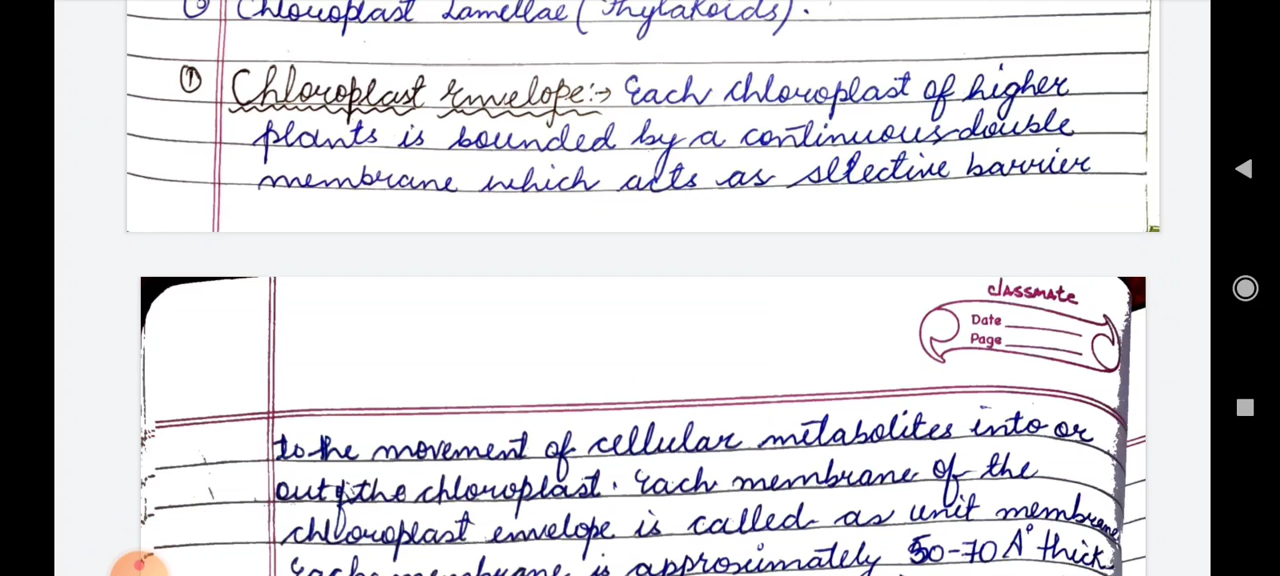 ③ Chloroplast Lamellae (Thylakoids).
① Chloroplast Envelope:→ Each chloroplast of higher
plants is bounded by a continuous double
membrane which acts as sllective barrier
classmate
Date
Page
to the movement of cellular metabolites into or
out of the chloroplast. Each membrane of the
chloroplast envelope is called as unit membrane
Each membrane is approximately 50-70 A° thick